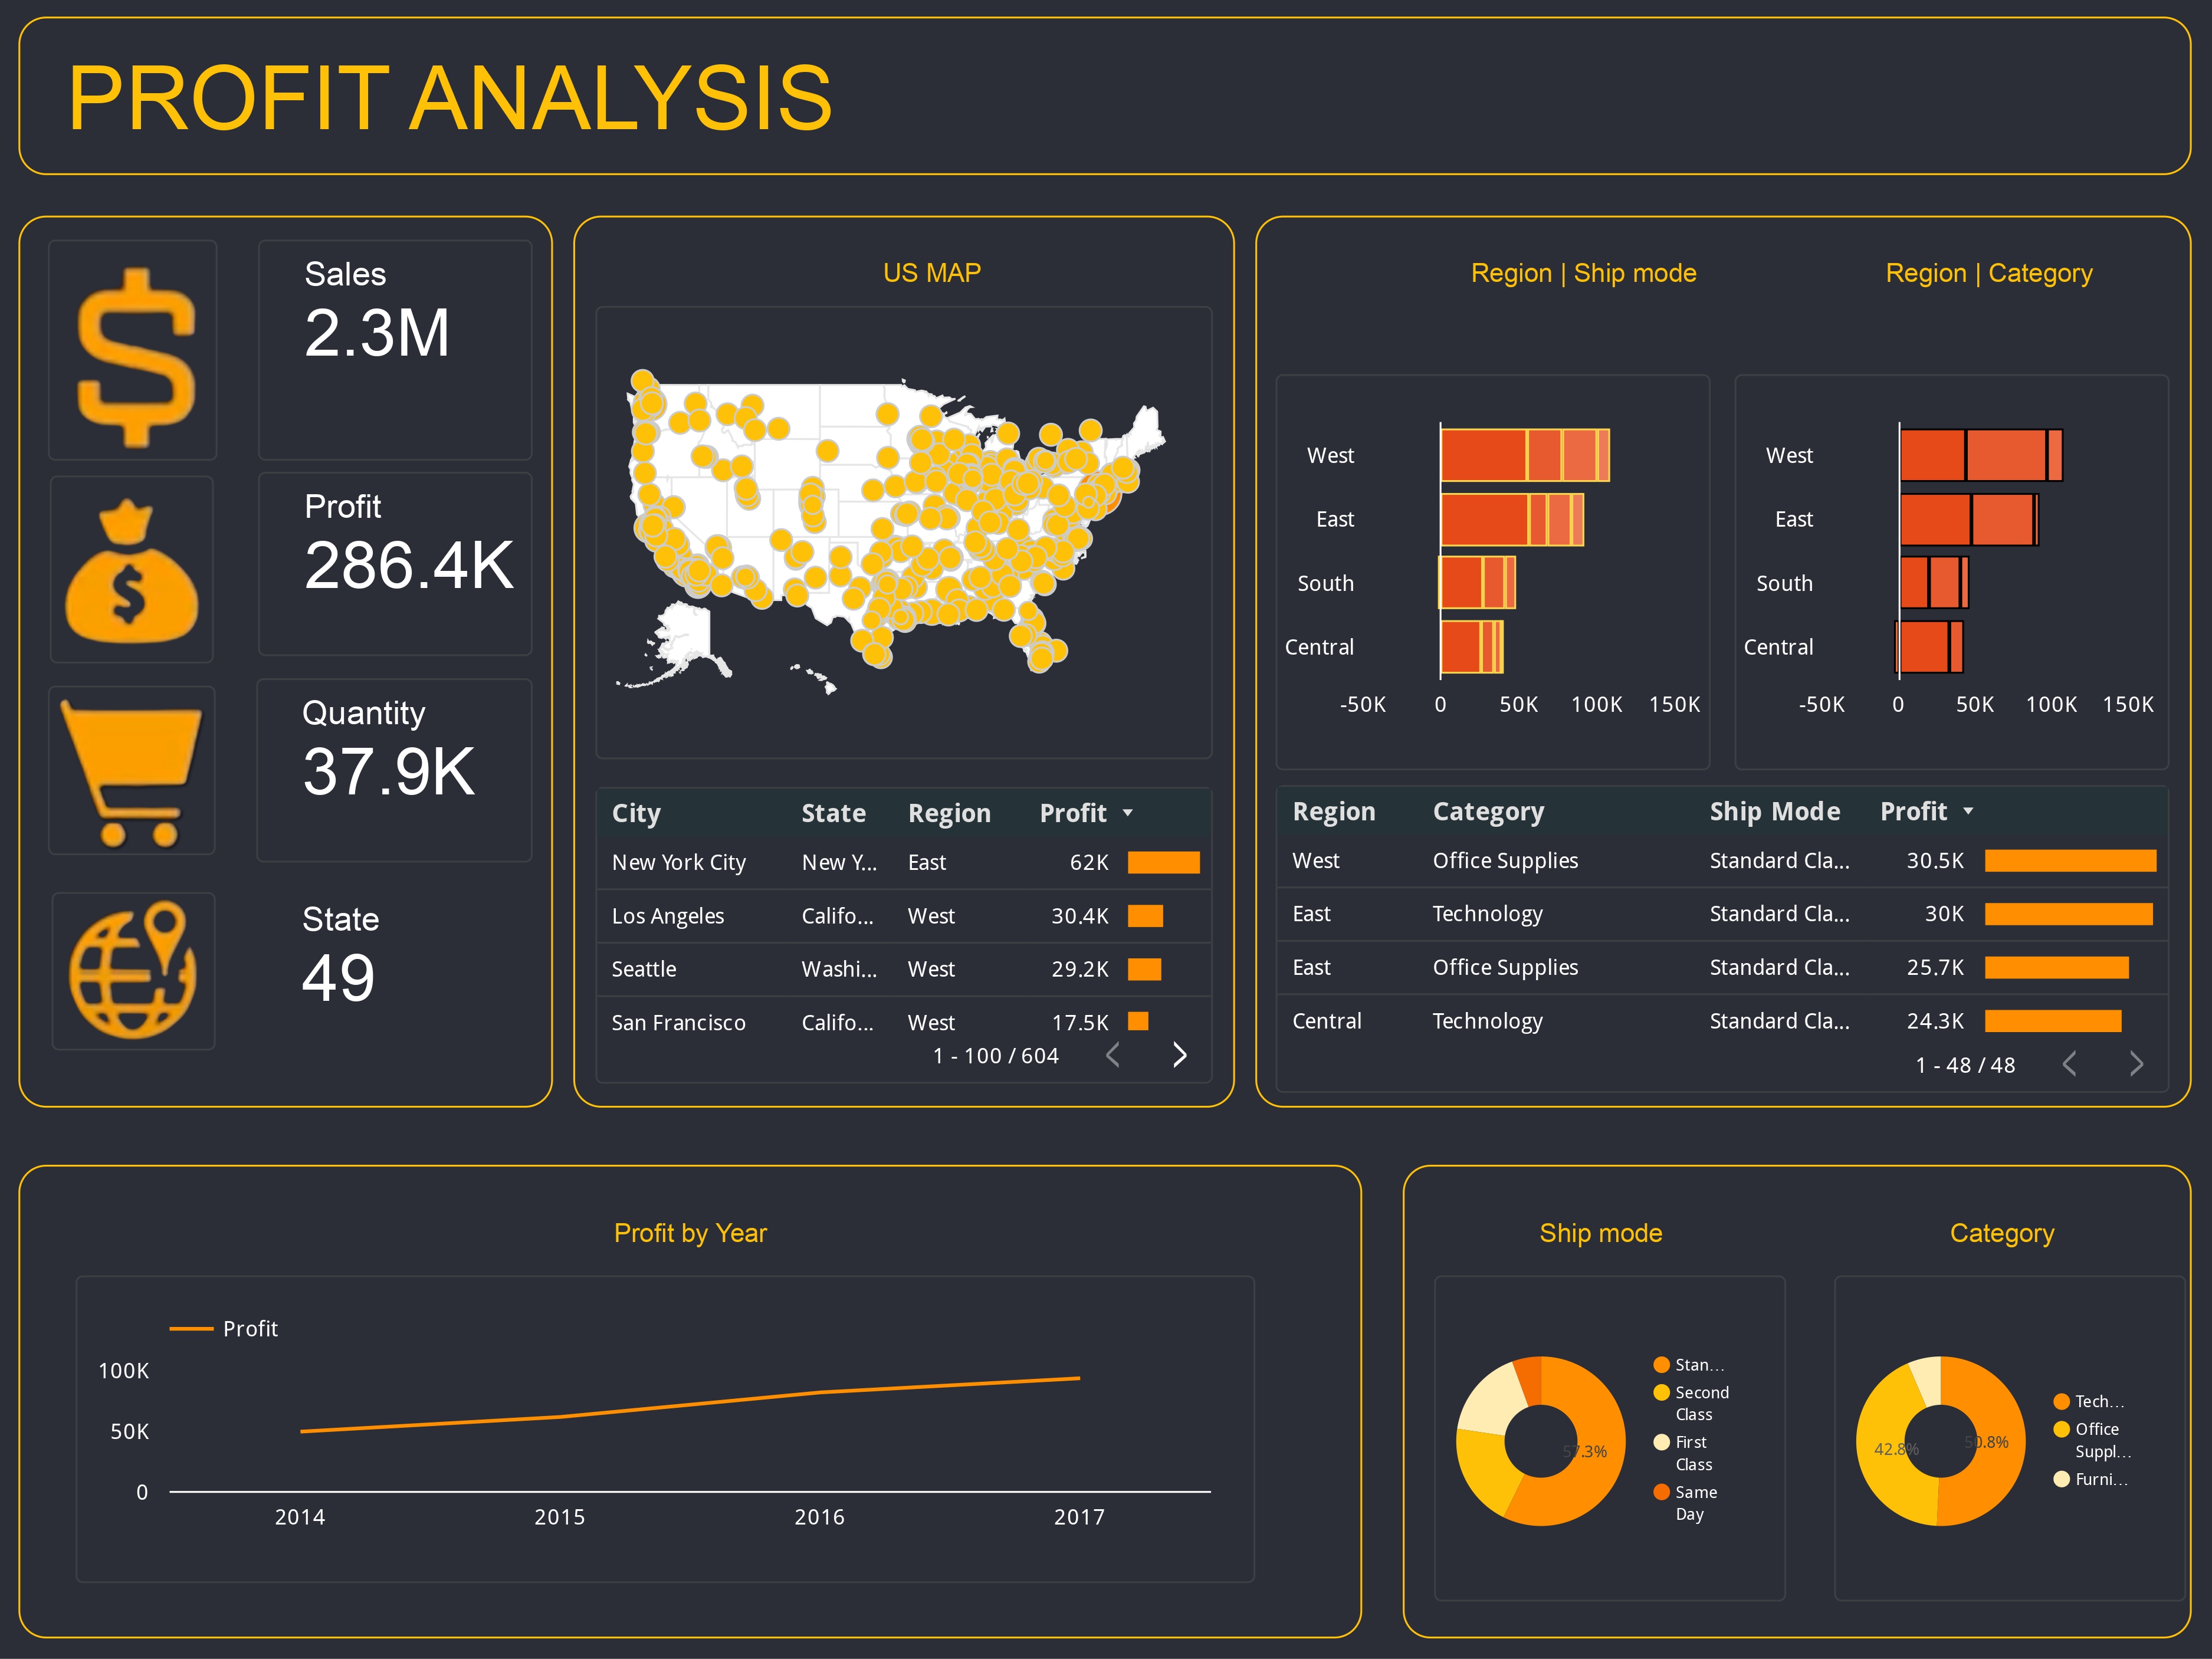 PROFIT ANALYSIS
Sales
2.3M
Profit
286.4K
Quantity
37.9K
State
49
US MAP
City State Region Profit
New York City New Y... East 62K
Los Angeles Califo... West 30.4K
Seattle Washi... West 29.2K
San Francisco Califo... West 17.5K
1 - 100 / 604
Region | Ship mode
West
East
South
Central
-50K 0 50K 100K 150K
Region | Category
West
East
South
Central
-50K 0 50K 100K 150K
Region Category Ship Mode Profit
West Office Supplies Standard Cla... 30.5K
East Technology Standard Cla... 30K
East Office Supplies Standard Cla... 25.7K
Central Technology Standard Cla... 24.3K
1 - 48 / 48
Profit by Year
Profit
100K
50K
0
2014 2015 2016 2017
Ship mode
57.3%
Stan...
Second
Class
First
Class
Same
Day
Category
42.8% 50.8%
Tech...
Office
Suppl...
Furni...